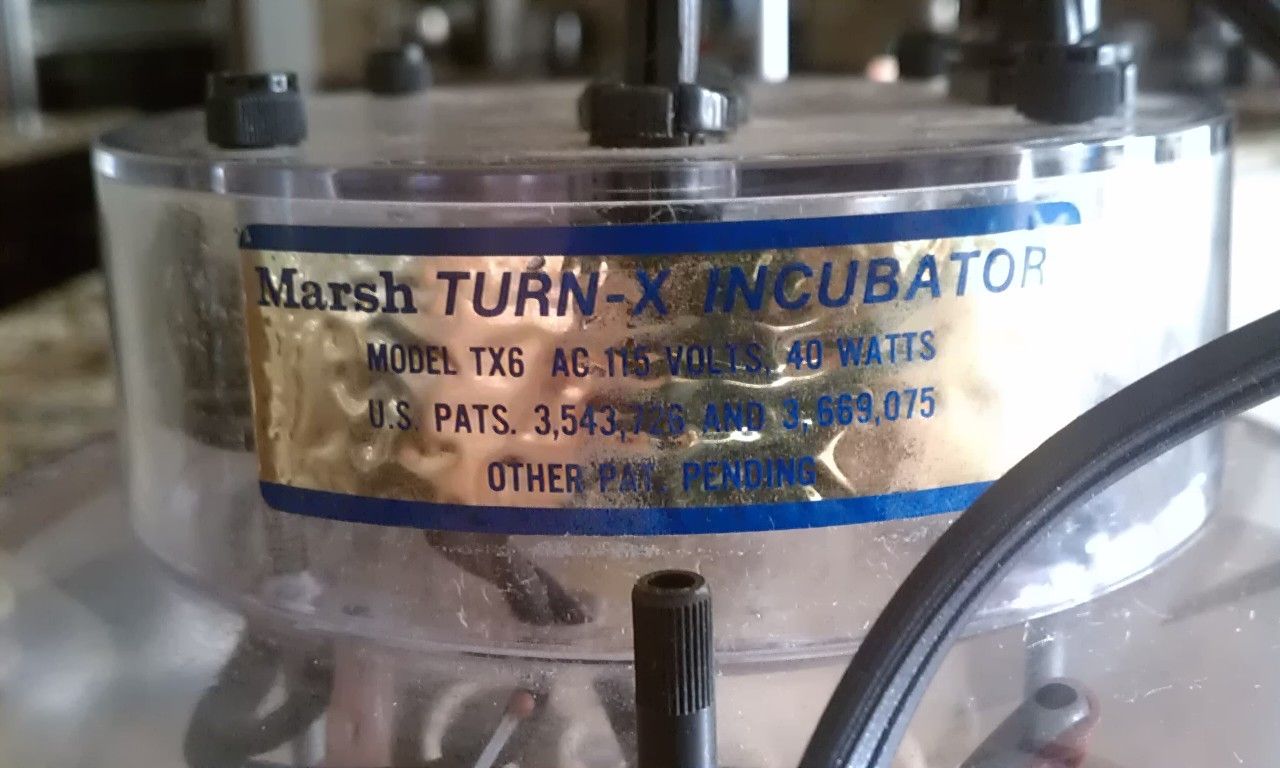 Marsh TURN-X INCUBATOR
MODEL TX6 AC 115 VOLTS, 40 WATTS
U.S. PATS. 3,543,726 AND 3,669,075
OTHER PAT. PENDING